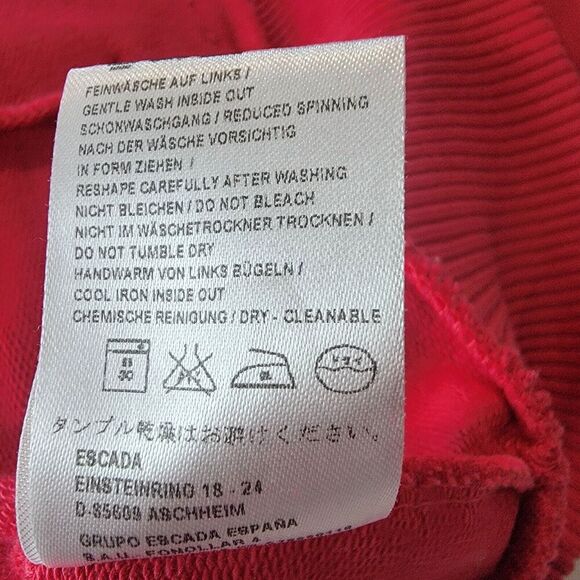 FEINWÄSCHE AUF LINKS /
GENTLE WASH INSIDE OUT
SCHONWASCHGANG / REDUCED SPINNING
NACH DER WÄSCHE VORSICHTIG
IN FORM ZIEHEN /
RESHAPE CAREFULLY AFTER WASHING
NICHT BLEICHEN / DO NOT BLEACH
NICHT IM WÄSCHETROCKNER TROCKNEN /
DO NOT TUMBLE DRY
HANDWARM VON LINKS BÜGELN /
COOL IRON INSIDE OUT
CHEMISCHE REINIGUNG / DRY - CLEANABLE
タンブル乾燥はお避けください。
ESCADA
EINSTEINRING 18 - 24
D-85609 ASCHHEIM
GRUPO ESCADA ESPAÑA
S.A.U. FONOLLAR 4